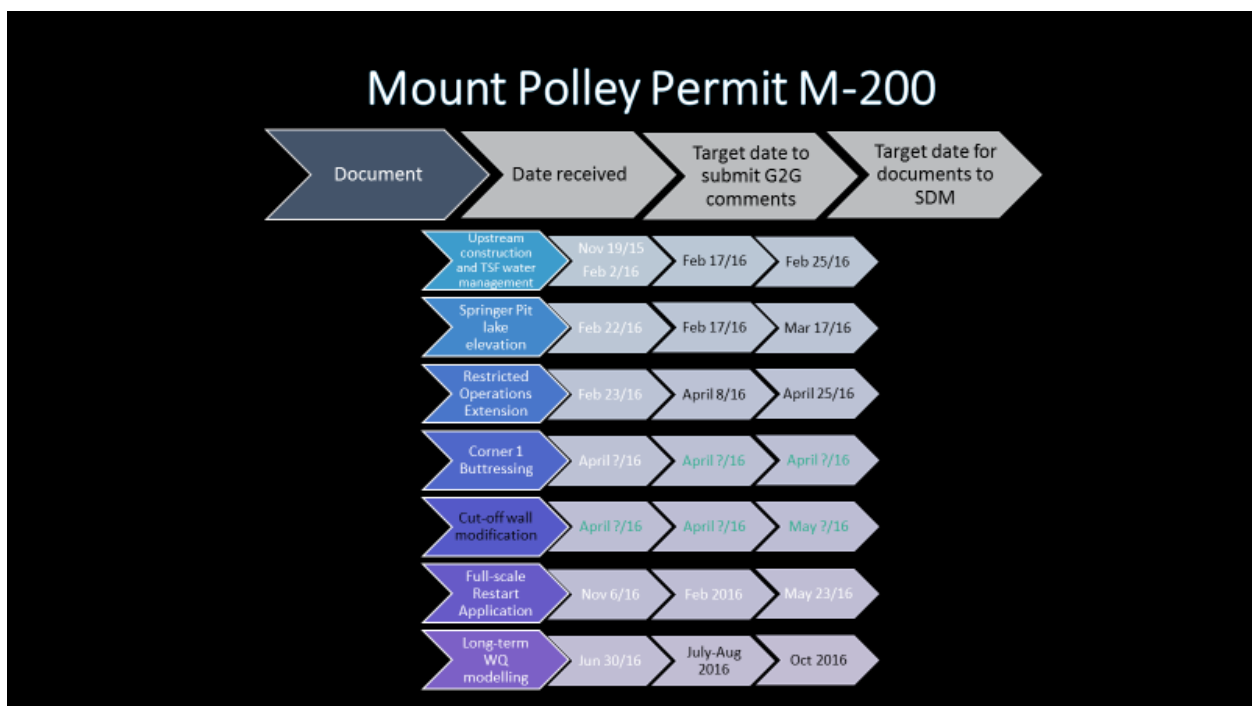 Mount Polley Permit M-200
Document
Date received
Target date to
submit G2G
comments
Target date for
documents to
SDM
Upstream
construction
and TSF water
management
Nov 19/15
Feb 2/16
Feb 17/16
Feb 25/16
Springer Pit
lake
elevation
Feb 22/16
Feb 17/16
Mar 17/16
Restricted
Operations
Extension
Feb 23/16
April 8/16
April 25/16
Corner 1
Buttressing
April ?/16
April ?/16
April ?/16
Cut-off wall
modification
April ?/16
April ?/16
May ?/16
Full-scale
Restart
Application
Nov 6/16
Feb 2016
May 23/16
Long-term
WQ
modelling
Jun 30/16
July-Aug
2016
Oct 2016